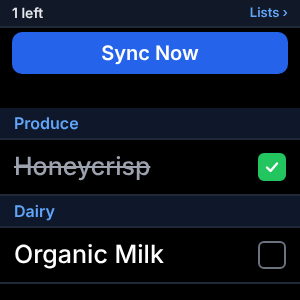 1 left
Lists ›
Sync Now
Produce
Honeycrisp
Dairy
Organic Milk